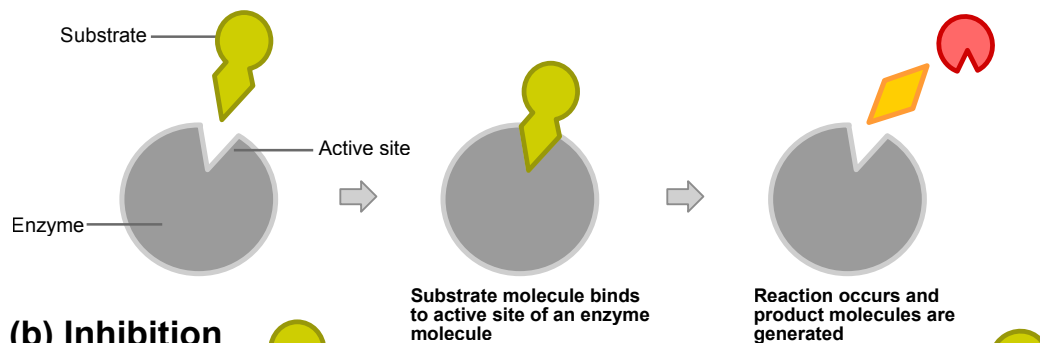 Substrate
Active site
Enzyme
Substrate molecule binds
to active site of an enzyme
molecule
Reaction occurs and
product molecules are
generated
(b) Inhibition